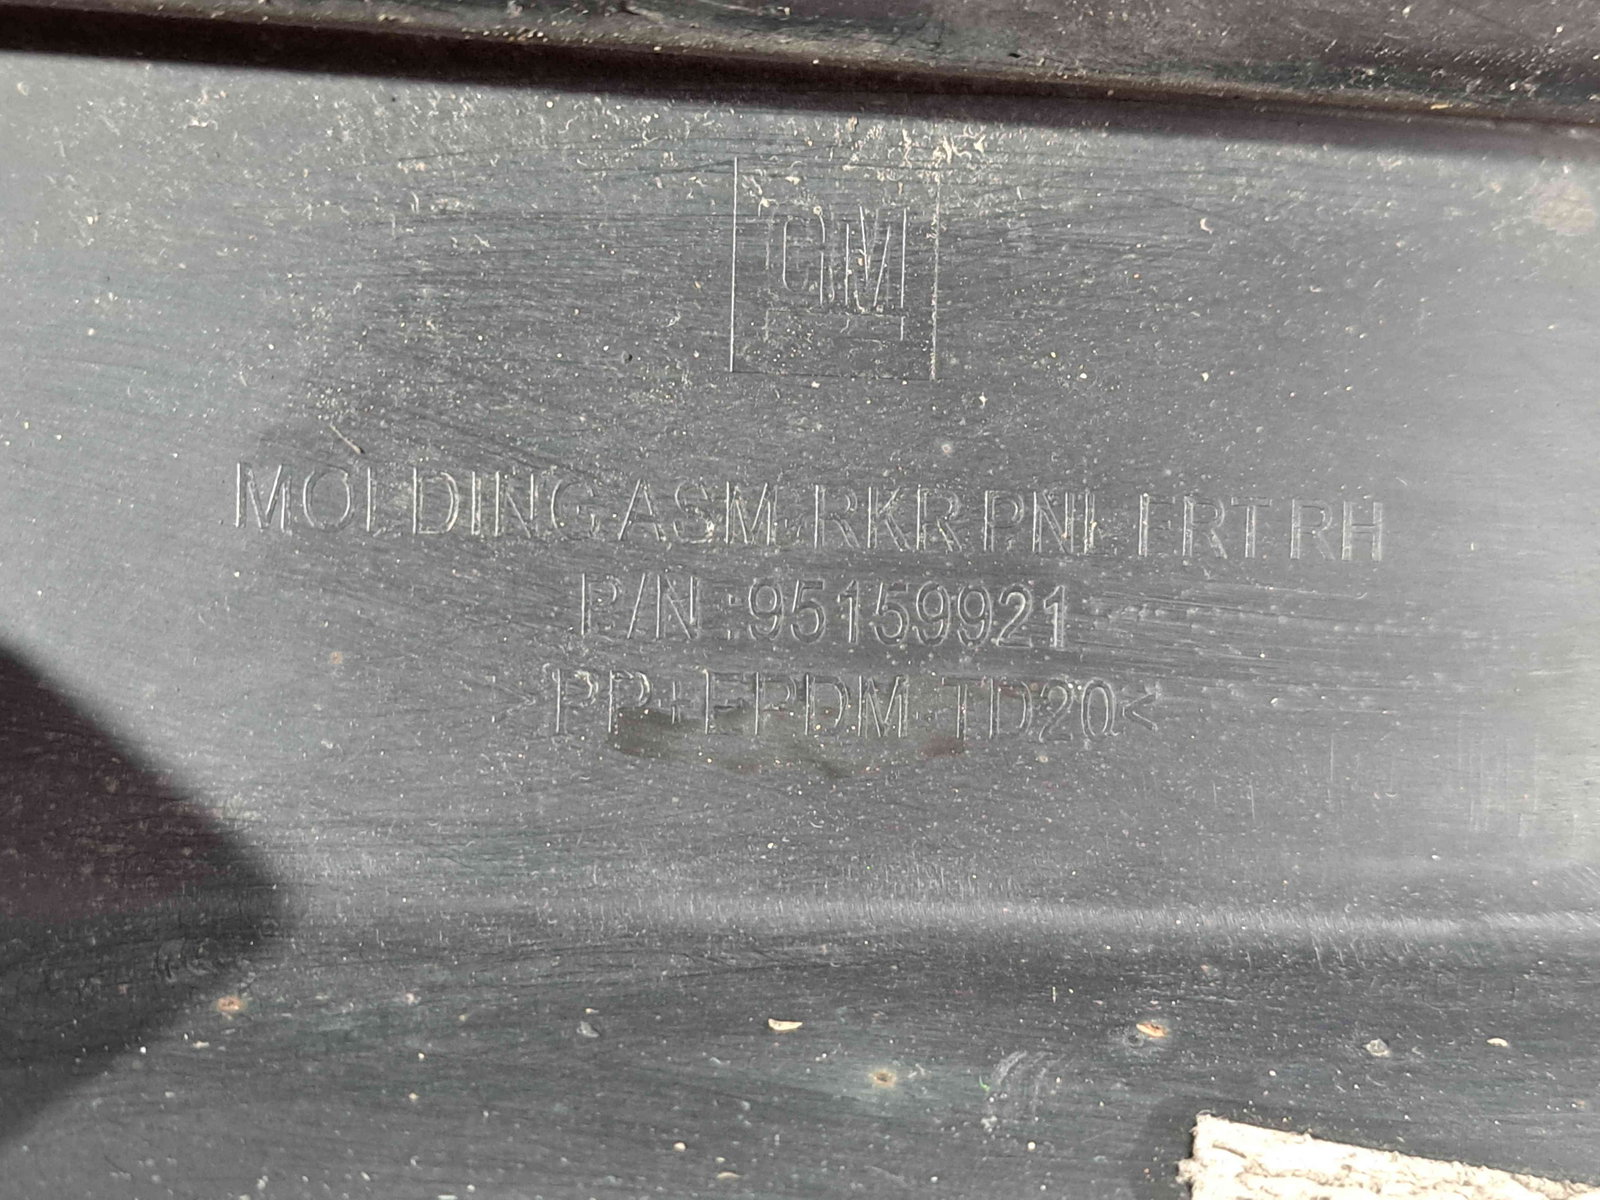 GM
MOLDING ASM-RKR PNL FRT RH
P/N :95159921
>PP+EPDM-TD20<